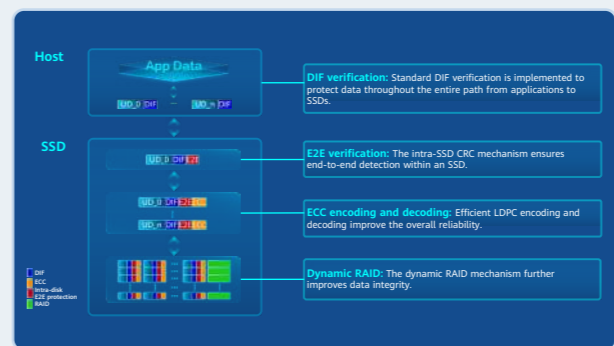 Host
App Data
UD_0 DIF
UD_n DIF
DIF verification: Standard DIF verification is implemented to
protect data throughout the entire path from applications to
SSDs.
SSD
UD_0 DIF E2E
E2E verification: The intra-SSD CRC mechanism ensures
end-to-end detection within an SSD.
UD_0 DIF E2E ECC
UD_n DIF E2E ECC
ECC encoding and decoding: Efficient LDPC encoding and
decoding improve the overall reliability.
Dynamic RAID: The dynamic RAID mechanism further
improves data integrity.
DIF
ECC
Intra-disk
E2E protection
RAID